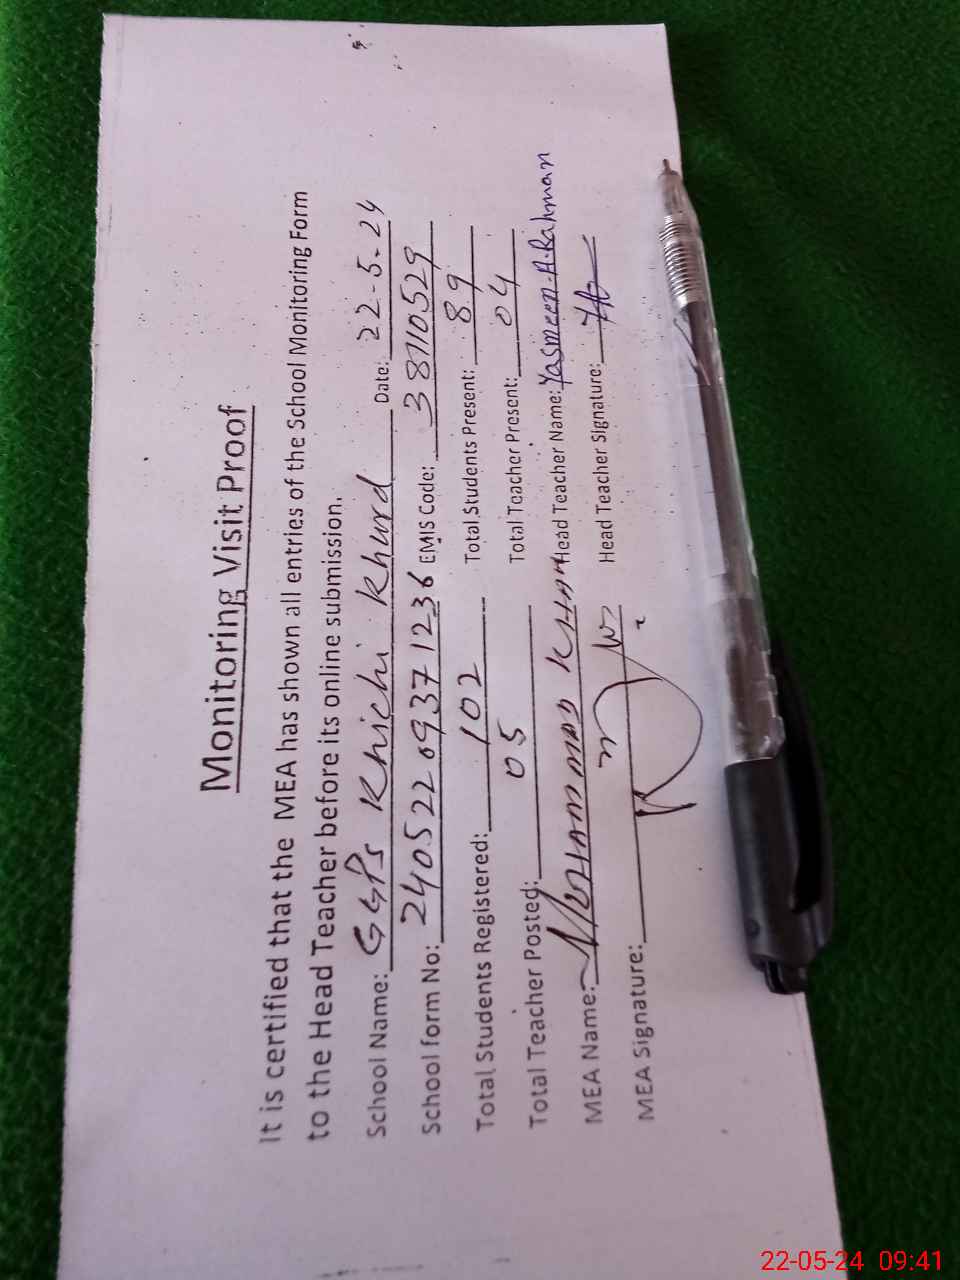 Monitoring Visit Proof
It is certified that the MEA has shown all entries of the School Monitoring Form
to the Head Teacher before its online submission.
School Name: GGPS Khichi Khurd Date: 22-5-24
School form No: 24052209371236 EMIS Code: 38110529
Total Students Registered: 102 Total Students Present: 89
Total Teacher Posted: 05 Total Teacher Present: 04
MEA Name: MUHAMMAD KHAN Head Teacher Name: Yasmeen-A-Rahman
MEA Signature: Head Teacher Signature:
22-05-24 09:41